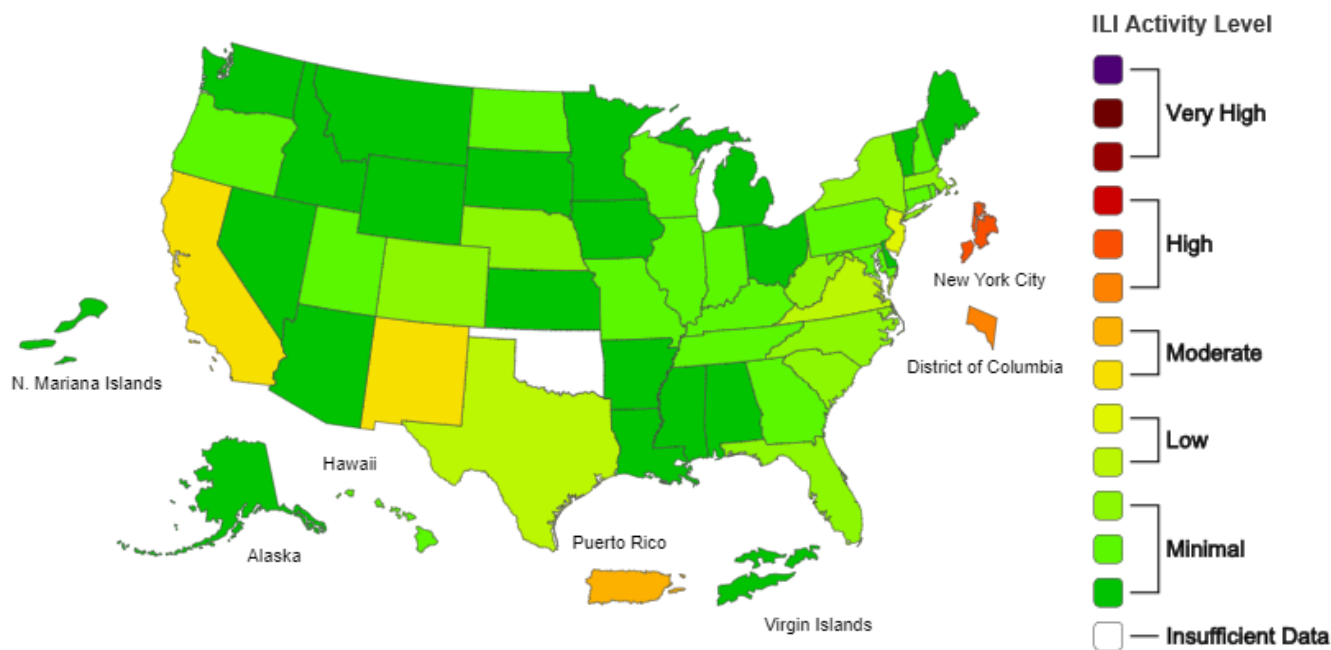 ILI Activity Level
Very High
High
New York City
Moderate
District of Columbia
N. Mariana Islands
Low
Hawaii
Puerto Rico
Alaska
Minimal
Virgin Islands
Insufficient Data